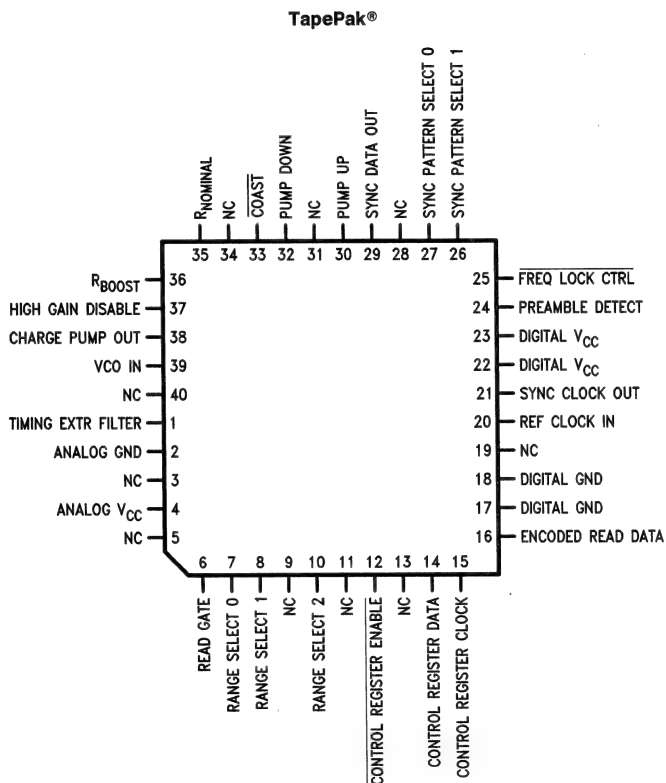 TapePak®
R_NOMINAL
NC
COAST
PUMP DOWN
NC
PUMP UP
SYNC DATA OUT
NC
SYNC PATTERN SELECT 0
SYNC PATTERN SELECT 1
35 34 33 32 31 30 29 28 27 26
R_BOOST 36
HIGH GAIN DISABLE 37
CHARGE PUMP OUT 38
VCO IN 39
NC 40
TIMING EXTR FILTER 1
ANALOG GND 2
NC 3
ANALOG V_CC 4
NC 5
25 FREQ LOCK CTRL
24 PREAMBLE DETECT
23 DIGITAL V_CC
22 DIGITAL V_CC
21 SYNC CLOCK OUT
20 REF CLOCK IN
19 NC
18 DIGITAL GND
17 DIGITAL GND
16 ENCODED READ DATA
6 7 8 9 10 11 12 13 14 15
READ GATE
RANGE SELECT 0
RANGE SELECT 1
NC
RANGE SELECT 2
NC
CONTROL REGISTER ENABLE
NC
CONTROL REGISTER DATA
CONTROL REGISTER CLOCK